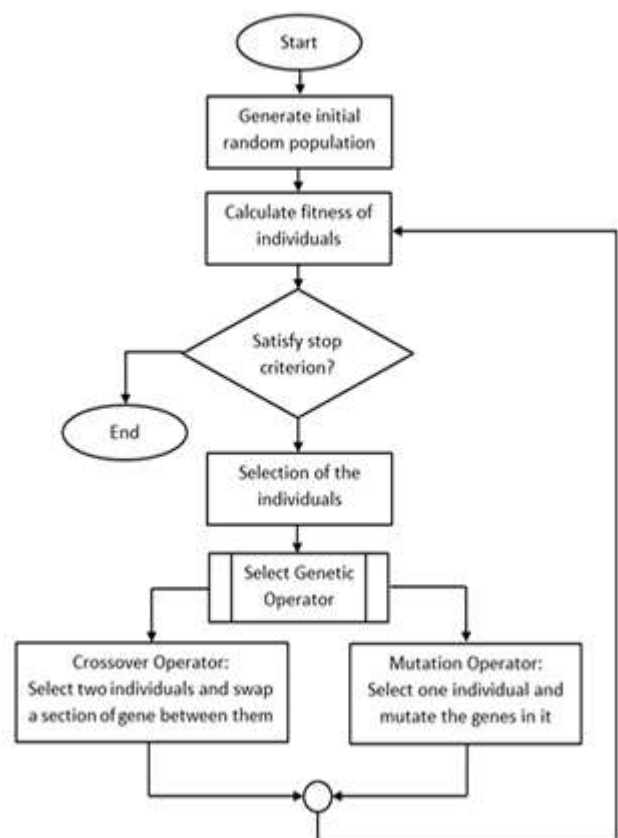 Start
Generate initial
random population
Calculate fitness of
individuals
Satisfy stop
criterion?
End
Selection of the
individuals
Select Genetic
Operator
Crossover Operator:
Select two individuals and swap
a section of gene between them
Mutation Operator:
Select one individual and
mutate the genes in it